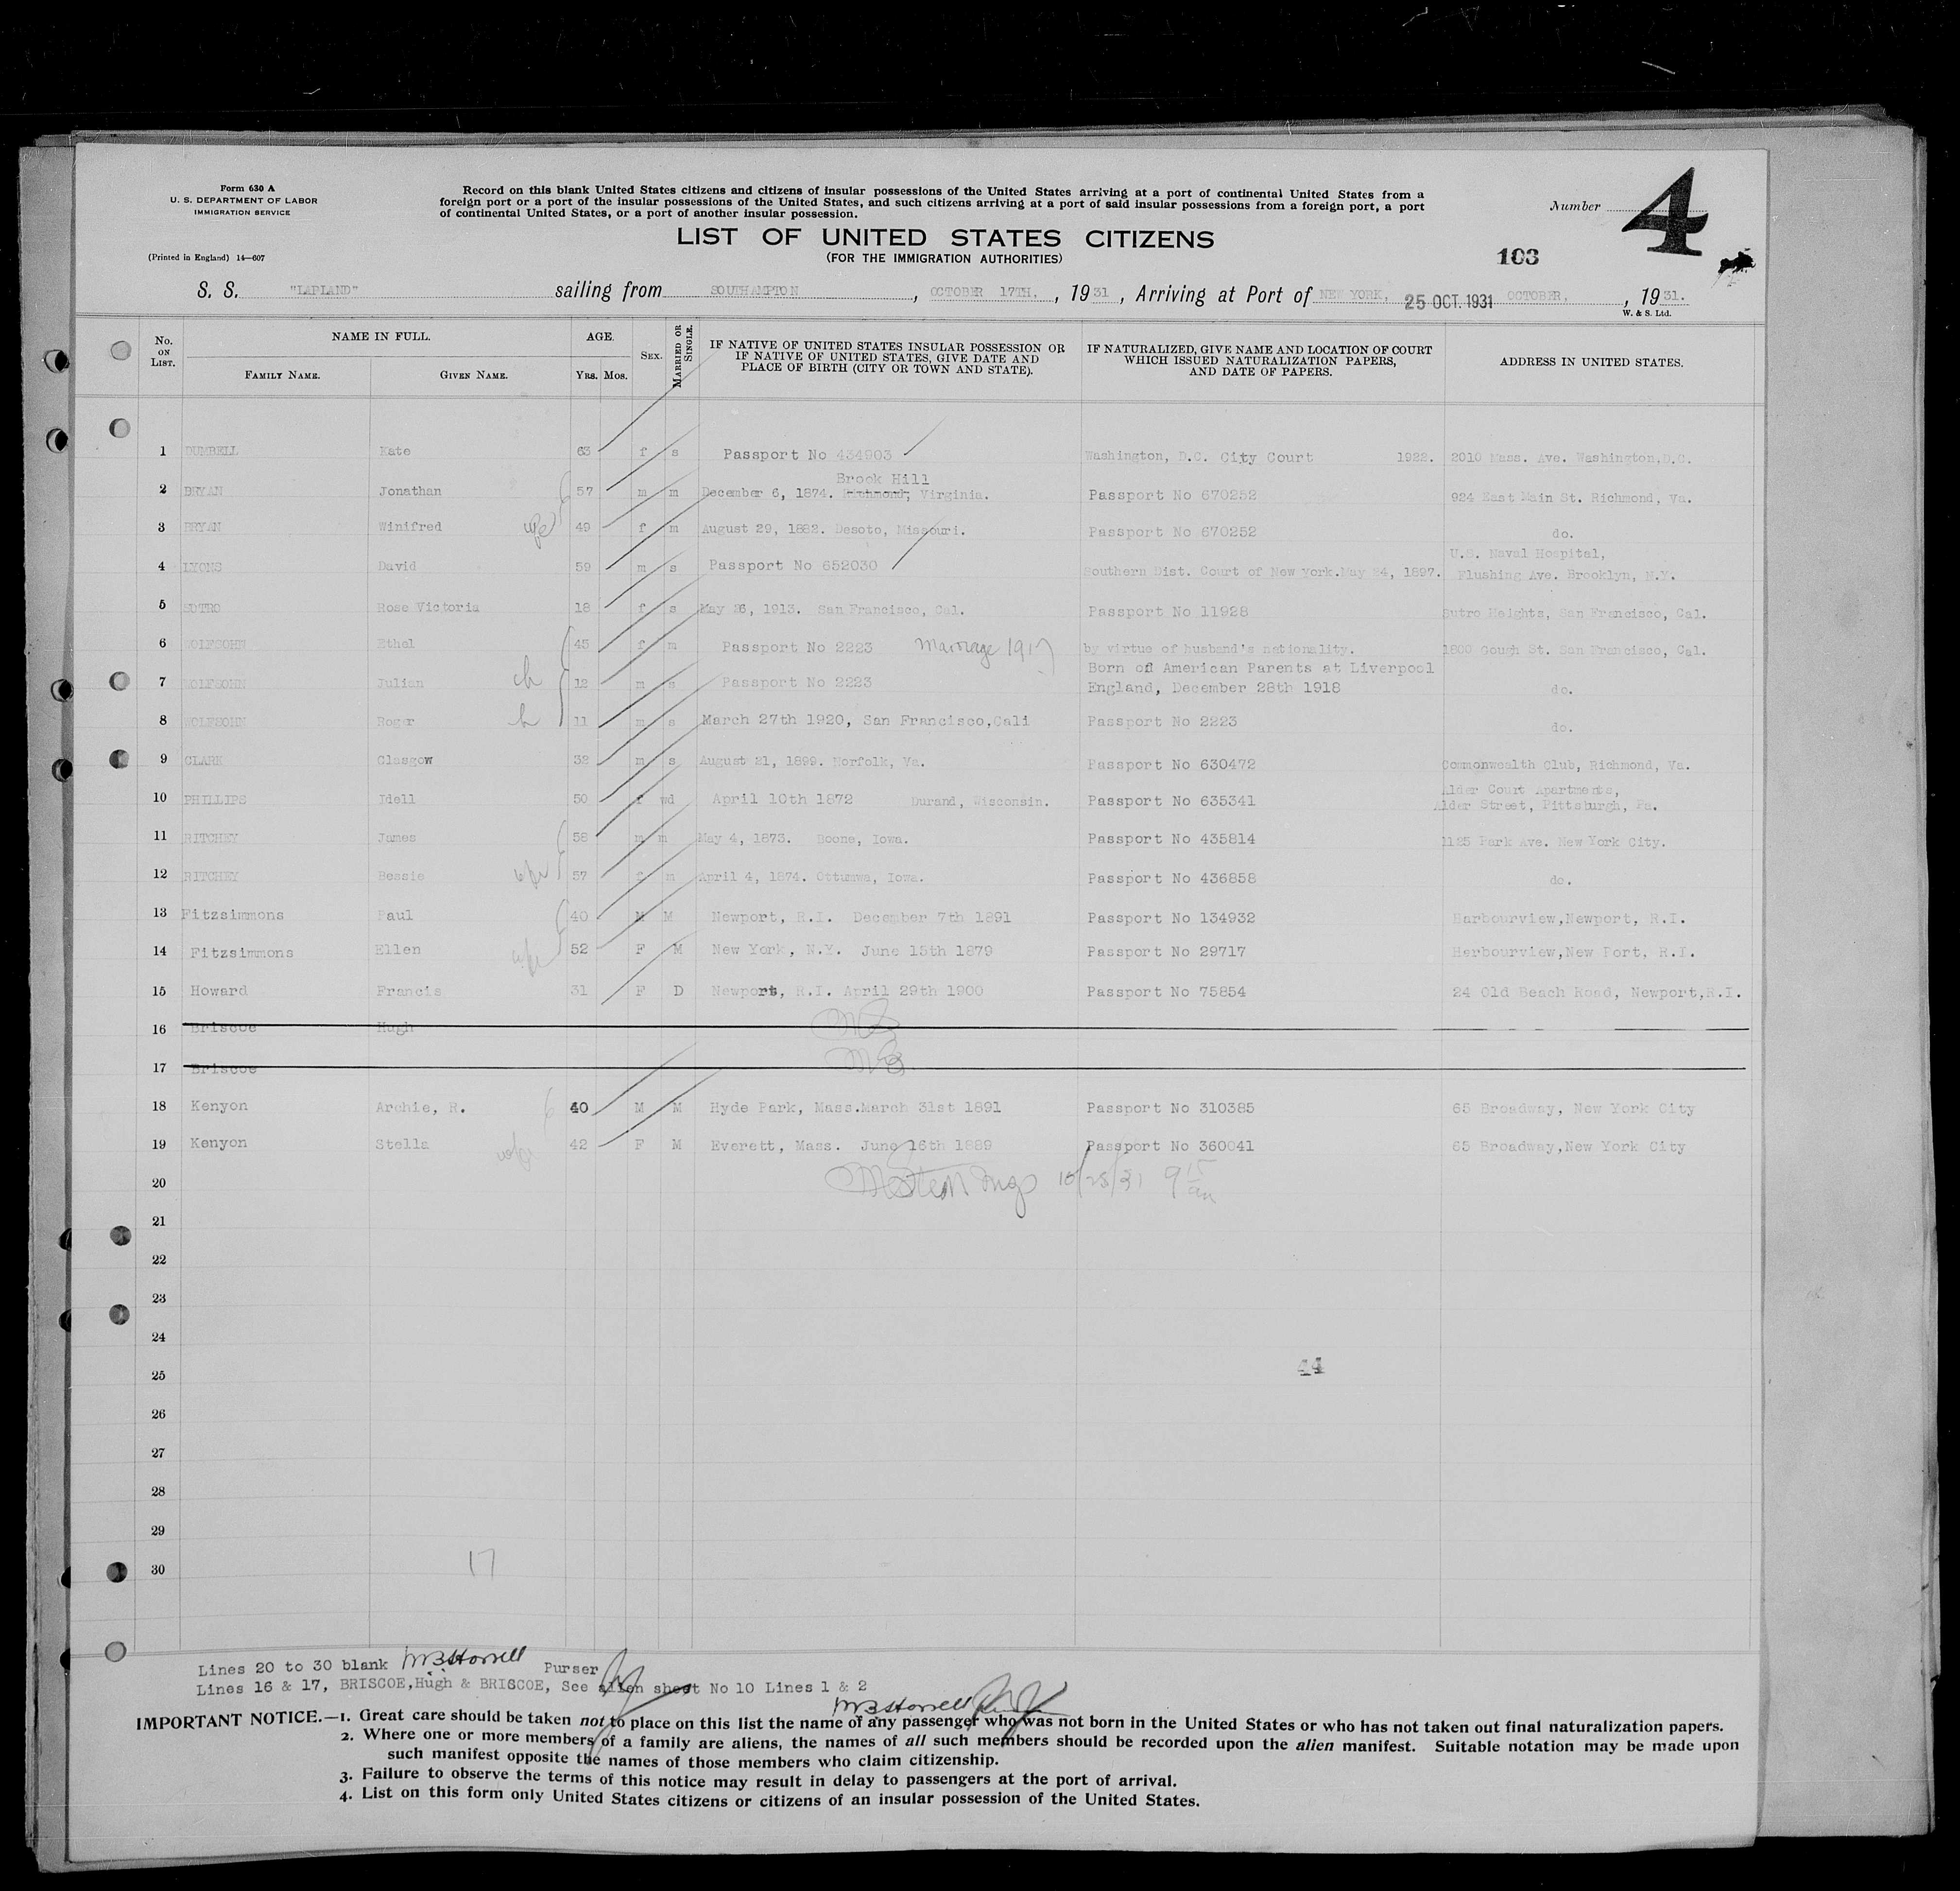 Form 630 A
U. S. DEPARTMENT OF LABOR
IMMIGRATION SERVICE
(Printed in England) 14—607
Record on this blank United States citizens and citizens of insular possessions of the United States arriving at a port of continental United States from a
foreign port or a port of the insular possessions of the United States, and such citizens arriving at a port of said insular possessions from a foreign port, a port
of continental United States, or a port of another insular possession.
Number 4
LIST OF UNITED STATES CITIZENS
(FOR THE IMMIGRATION AUTHORITIES)
103
S. S. "LAPLAND" sailing from SOUTHAMPTON, OCTOBER 17TH, 1931, Arriving at Port of NEW YORK, 25 OCT. 1931 OCTOBER, 1931.
W. & S. Ltd.
No. ON LIST. NAME IN FULL. FAMILY NAME. GIVEN NAME. AGE. YRS. MOS. SEX. MARRIED OR SINGLE. IF NATIVE OF UNITED STATES INSULAR POSSESSION OR IF NATIVE OF UNITED STATES, GIVE DATE AND PLACE OF BIRTH (CITY OR TOWN AND STATE). IF NATURALIZED, GIVE NAME AND LOCATION OF COURT WHICH ISSUED NATURALIZATION PAPERS, AND DATE OF PAPERS. ADDRESS IN UNITED STATES.
1 DUMBELL Kate 63 f s Passport No 434903 Washington, D.C. City Court 1922. 2010 Mass. Ave. Washington,D.C.
2 BRYAN Jonathan 57 m m December 6, 1874. Richmond, Brook Hill Virginia. Passport No 670252 924 East Main St. Richmond, Va.
3 BRYAN Winifred wife 49 f m August 29, 1882. Desoto, Missouri. Passport No 670252 do.
4 LYONS David 59 m s Passport No 652030 Southern Dist. Court of New York.May 24, 1897. U.S. Naval Hospital, Flushing Ave. Brooklyn, N.Y.
5 SUTRO Rose Victoria 18 f s May 26, 1913. San Francisco, Cal. Passport No 11928 Sutro Heights, San Francisco, Cal.
6 WOLFSOHN Ethel 45 f m Passport No 2223 Marriage 1917 by virtue of husband's nationality. 1800 Gough St. San Francisco, Cal.
7 WOLFSOHN Julian ch 12 m s Passport No 2223 Born of American Parents at Liverpool England, December 28th 1918 do.
8 WOLFSOHN Roger 11 m s March 27th 1920, San Francisco,Cali Passport No 2223 do.
9 CLARK Glasgow 32 m s August 21, 1899. Norfolk, Va. Passport No 630472 Commonwealth Club, Richmond, Va.
10 PHILLIPS Idell 50 f wd April 10th 1872 Durand, Wisconsin. Passport No 635341 Alder Court Apartments, Alder Street, Pittsburgh, Pa.
11 RITCHEY James 58 m m May 4, 1873. Boone, Iowa. Passport No 435814 1125 Park Ave. New York City.
12 RITCHEY Bessie wife 57 f m April 4, 1874. Ottumwa, Iowa. Passport No 436858 do.
13 Fitzsimmons Paul 40 M M Newport, R.I. December 7th 1891 Passport No 134932 Harbourview,Newport, R.I.
14 Fitzsimmons Ellen wife 52 F M New York, N.Y. June 15th 1879 Passport No 29717 Herbourview,New Port, R.I.
15 Howard Francis 31 F D Newport, R.I. April 29th 1900 Passport No 75854 24 Old Beach Road, Newport,R.I.
16 Briscoe Hugh
17 Briscoe
18 Kenyon Archie, R. 40 M M Hyde Park, Mass.March 31st 1891 Passport No 310385 65 Broadway, New York City
19 Kenyon Stella wife 42 F M Everett, Mass. June 16th 1889 Passport No 360041 65 Broadway,New York City
20 10/25/31 9 15 am
21
22
23
24
25 44
26
27
28
29
30
17
Lines 20 to 30 blank Purser
Lines 16 & 17, BRISCOE,Hugh & BRISCOE, See alien sheet No 10 Lines 1 & 2
IMPORTANT NOTICE.—1. Great care should be taken not to place on this list the name of any passenger who was not born in the United States or who has not taken out final naturalization papers.
2. Where one or more members of a family are aliens, the names of all such members should be recorded upon the alien manifest. Suitable notation may be made upon
such manifest opposite the names of those members who claim citizenship.
3. Failure to observe the terms of this notice may result in delay to passengers at the port of arrival.
4. List on this form only United States citizens or citizens of an insular possession of the United States.